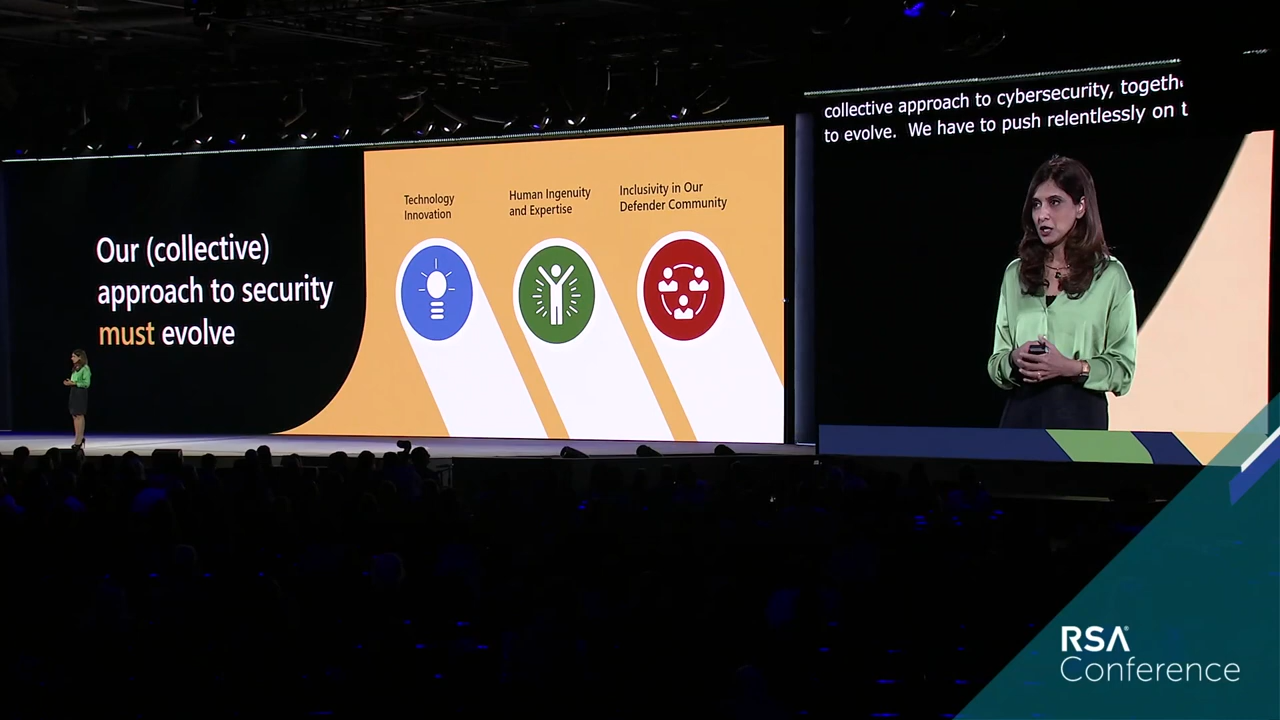 Our (collective)
approach to security
must evolve
Technology
Innovation
Human Ingenuity
and Expertise
Inclusivity in Our
Defender Community
collective approach to cybersecurity, togeth
to evolve. We have to push relentlessly on t
RSA
Conference